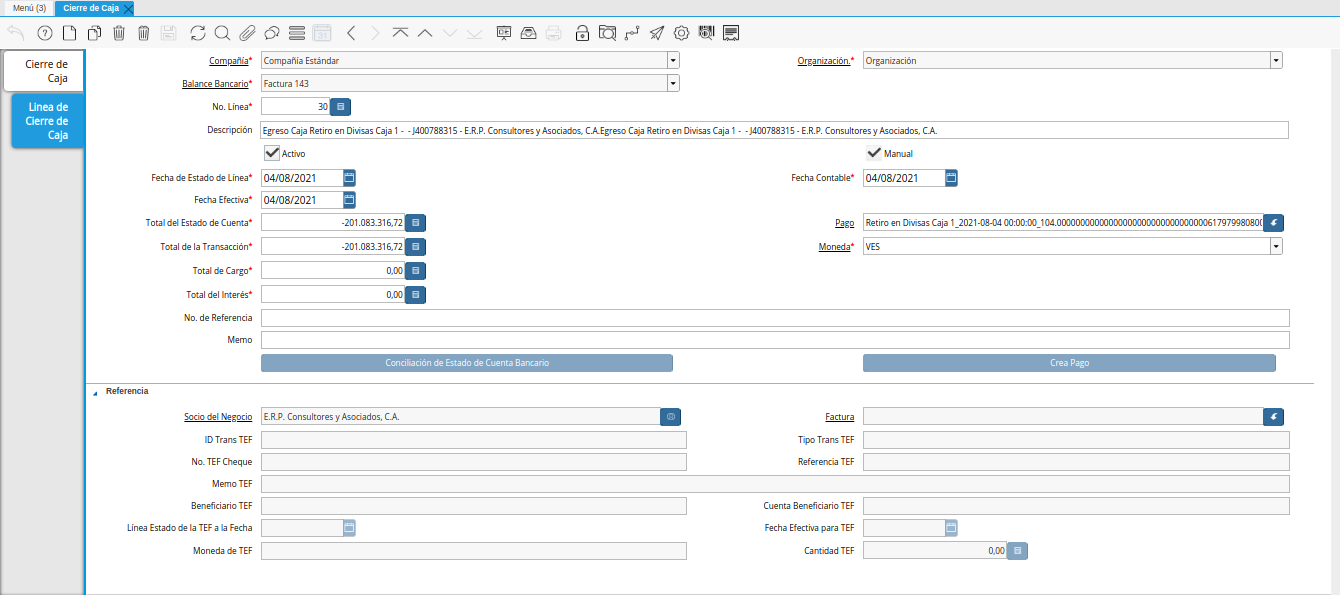 Menú (3) Cierre de Caja
Cierre de
Caja
Linea de
Cierre de
Caja
Compañía* Compañía Estándar Organización.* Organización
Balance Bancario* Factura 143
No. Línea* 30
Descripción Egreso Caja Retiro en Divisas Caja 1 - - J400788315 - E.R.P. Consultores y Asociados, C.A.Egreso Caja Retiro en Divisas Caja 1 - - J400788315 - E.R.P. Consultores y Asociados, C.A.
Activo Manual
Fecha de Estado de Línea* 04/08/2021 Fecha Contable* 04/08/2021
Fecha Efectiva* 04/08/2021
Total del Estado de Cuenta* -201.083.316,72 Pago Retiro en Divisas Caja 1_2021-08-04 00:00:00_
Total de la Transacción* -201.083.316,72 Moneda* VES
Total de Cargo* 0,00
Total del Interés* 0,00
No. de Referencia
Memo
Conciliación de Estado de Cuenta Bancario Crea Pago
Referencia
Socio del Negocio E.R.P. Consultores y Asociados, C.A. Factura
ID Trans TEF Tipo Trans TEF
No. TEF Cheque Referencia TEF
Memo TEF
Beneficiario TEF Cuenta Beneficiario TEF
Línea Estado de la TEF a la Fecha Fecha Efectiva para TEF
Moneda de TEF Cantidad TEF 0,00